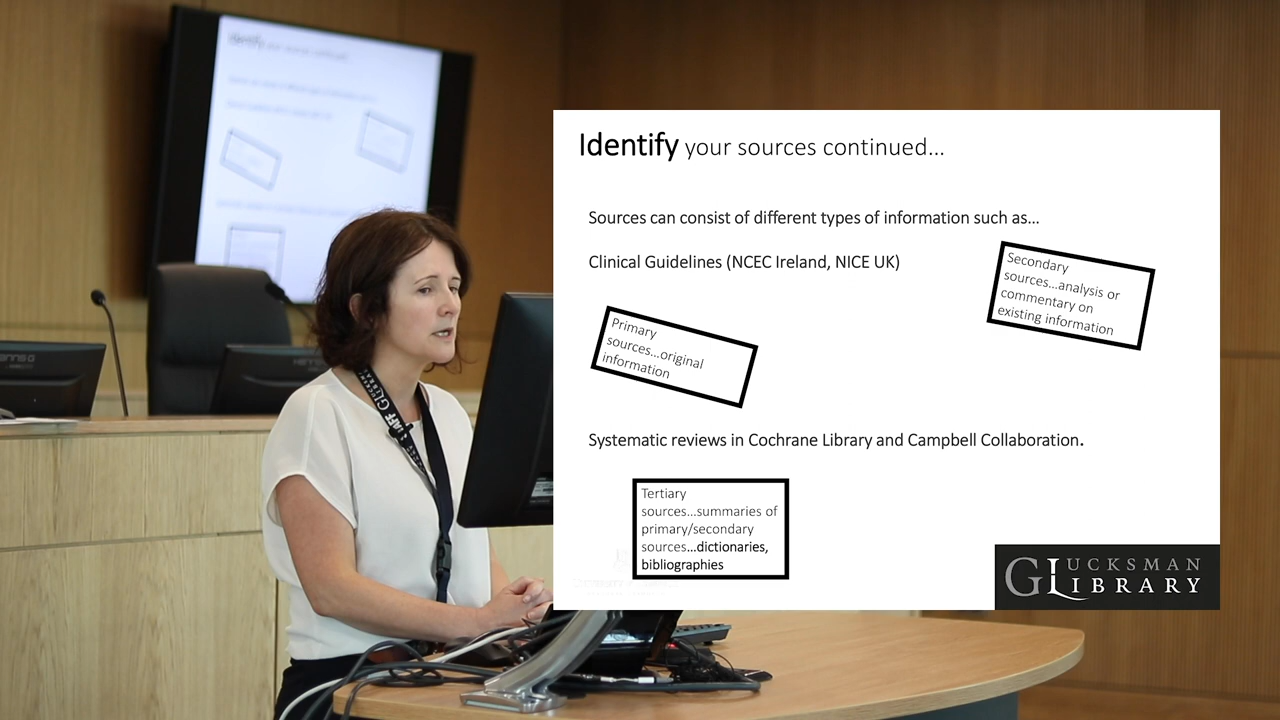 Identify your sources continued…
Sources can consist of different types of information such as…
Clinical Guidelines (NCEC Ireland, NICE UK)
Secondary
sources…analysis or
commentary on
existing information
Primary
sources…original
information
Systematic reviews in Cochrane Library and Campbell Collaboration.
Tertiary
sources…summaries of
primary/secondary
sources…dictionaries,
bibliographies
GLUCKSMAN
LIBRARY
STAFF